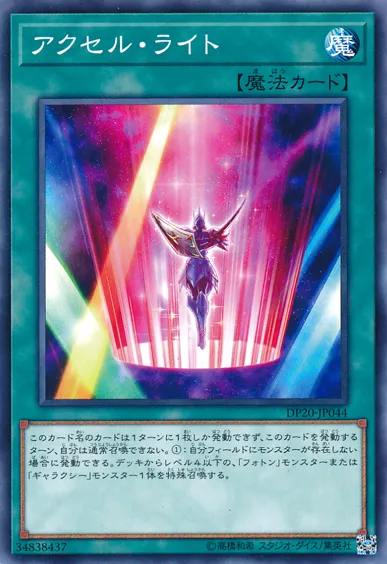 アクセル・ライト
魔
【魔法カード】
DP20-JP044
このカード名のカードは1ターンに1枚しか発動できず、このカードを発動する
ターン、自分は通常召喚できない。①:自分フィールドにモンスターが存在しない
場合に発動できる。デッキからレベル4以下の、「フォトン」モンスターまたは
「ギャラクシー」モンスター1体を特殊召喚する。
34838437
©高橋和希 スタジオ・ダイス/集英社